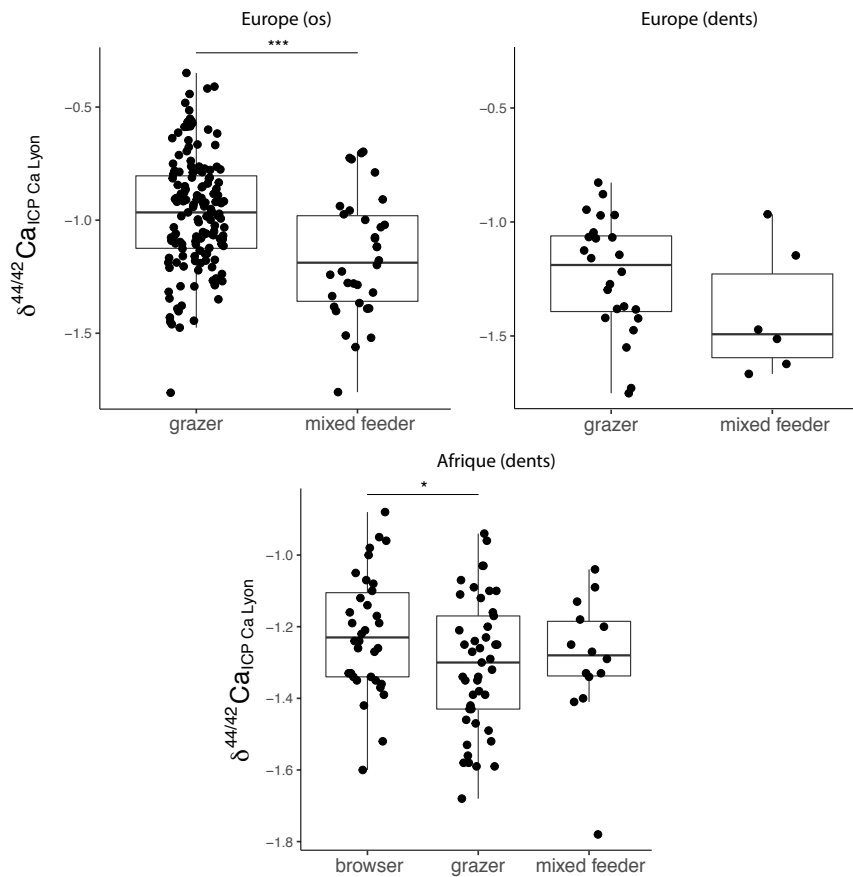 Europe (os)
***
-0.5
-1.0
-1.5
δ44/42CaICP Ca Lyon
grazer
mixed feeder
Europe (dents)
-0.5
-1.0
-1.5
grazer
mixed feeder
Afrique (dents)
*
-1.0
-1.2
-1.4
-1.6
-1.8
δ44/42CaICP Ca Lyon
browser
grazer
mixed feeder